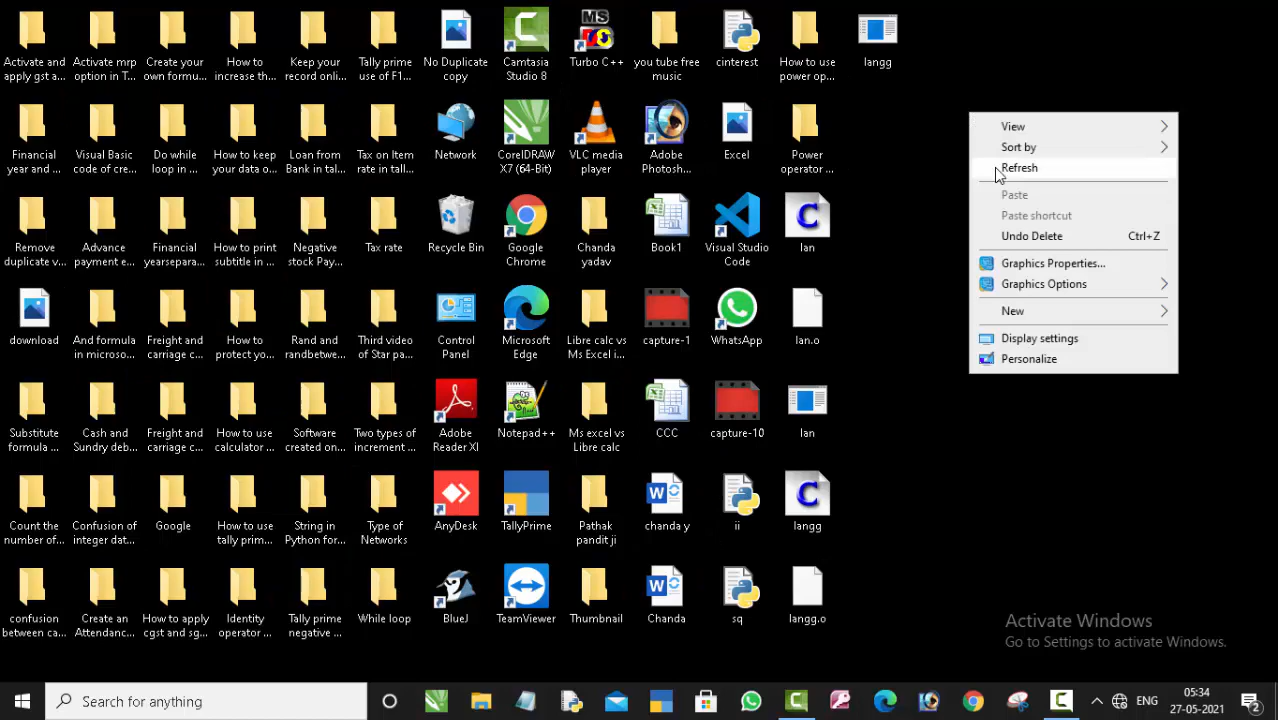 Activate and
apply gst a...
Activate mrp
option in T...
Create your
own formu...
How to
increase th...
Keep your
record onli...
Tally prime
use of F1...
No Duplicate
copy
Camtasia
Studio 8
MS
Turbo C++
you tube free
music
cinterest
How to use
power op...
langg
Financial
year and ...
Visual Basic
code of cre...
Do while
loop in ...
How to keep
your data o...
Loan from
Bank in tall...
Tax on Item
rate in tall...
Network
CorelDRAW
X7 (64-Bit)
VLC media
player
Adobe
Photosh...
Excel
Power
operator ...
Remove
duplicate v...
Advance
payment e...
Financial
yearsepara...
How to print
subtitle in ...
Negative
stock Pay...
Tax rate
Recycle Bin
Google
Chrome
Chanda
yadav
Book1
Visual Studio
Code
C
lan
download
And formula
in microso...
Freight and
carriage c...
How to
protect yo...
Rand and
randbetwe...
Third video
of Star pa...
Control
Panel
Microsoft
Edge
Libre calc vs
Ms Excel i...
capture-1
WhatsApp
lan.o
Substitute
formula ...
Cash and
Sundry deb...
Freight and
carriage c...
How to use
calculator ...
Software
created on...
Two types of
increment ...
Adobe
Reader XI
Notepad++
Ms excel vs
Libre calc
CCC
capture-10
lan
Count the
number of...
Confusion of
integer dat...
Google
How to use
tally prim...
String in
Python for...
Type of
Networks
AnyDesk
TallyPrime
Pathak
pandit ji
chanda y
ii
C
langg
confusion
between ca...
Create an
Attendanc...
How to apply
cgst and sg...
Identity
operator ...
Tally prime
negative ...
While loop
BlueJ
TeamViewer
Thumbnail
Chanda
sq
langg.o
View
Sort by
Refresh
Paste
Paste shortcut
Undo Delete Ctrl+Z
Graphics Properties...
Graphics Options
New
Display settings
Personalize
Activate Windows
Go to Settings to activate Windows.
Search for anything
ENG
05:34
27-05-2021
2